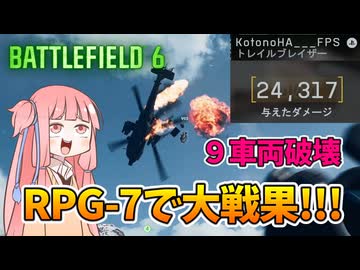 BATTLEFIELD 6
KotonoHA___FPS
トレイルブレイザー
[24,317]
与えたダメージ
９車両破壊
RPG-7で大戦果!!!